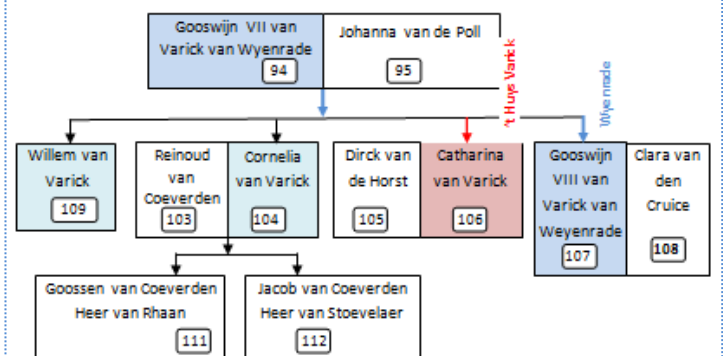 Gooswijn VII van
Varick van Wyenrade
94
Johanna van de Poll
95
't Huys Varick
Wyenrade
Willem van
Varick
109
Reinoud
van
Coeverden
103
Cornelia
van Varick
104
Dirck van
de Horst
105
Catharina
van Varick
106
Gooswijn
VIII van
Varick van
Weyenrade
107
Clara van
den
Cruice
108
Goossen van Coeverden
Heer van Rhaan
111
Jacob van Coeverden
Heer van Stoevelaer
112